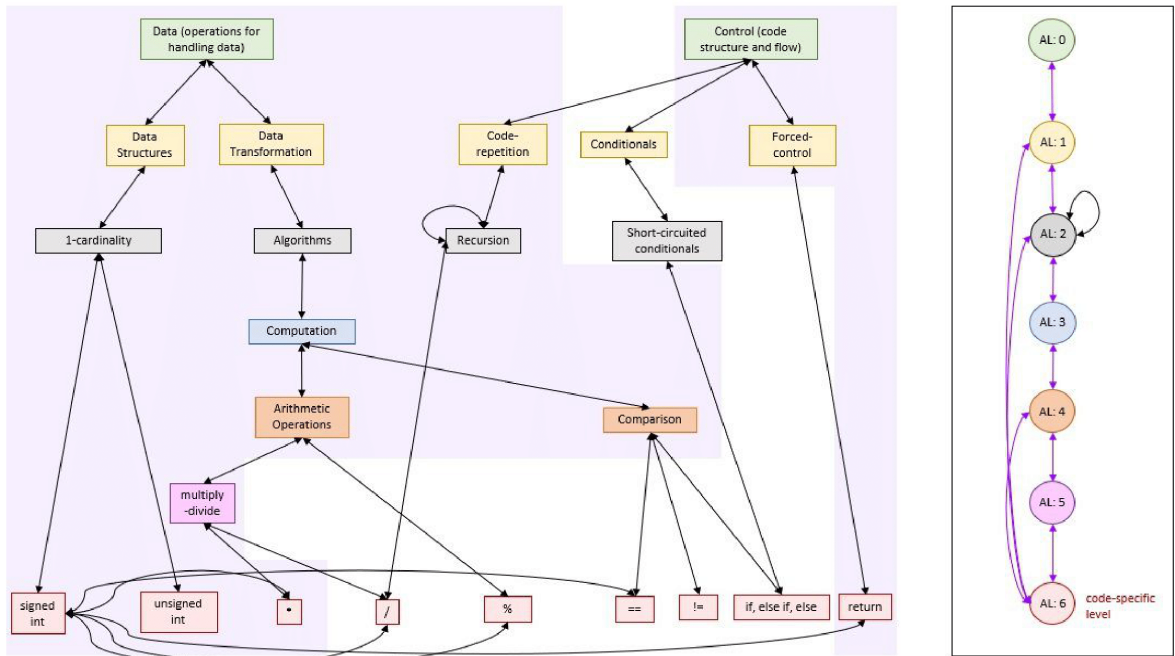 Data (operations for
handling data)
Control (code
structure and flow)
Data
Structures
Data
Transformation
Code-
repetition
Conditionals
Forced-
control
1-cardinality
Algorithms
Recursion
Short-circuited
conditionals
Computation
Arithmetic
Operations
Comparison
multiply
-divide
signed
int
unsigned
int
*
/
%
==
!=
if, else if, else
return
AL: 0
AL: 1
AL: 2
AL: 3
AL: 4
AL: 5
AL: 6
code-specific
level